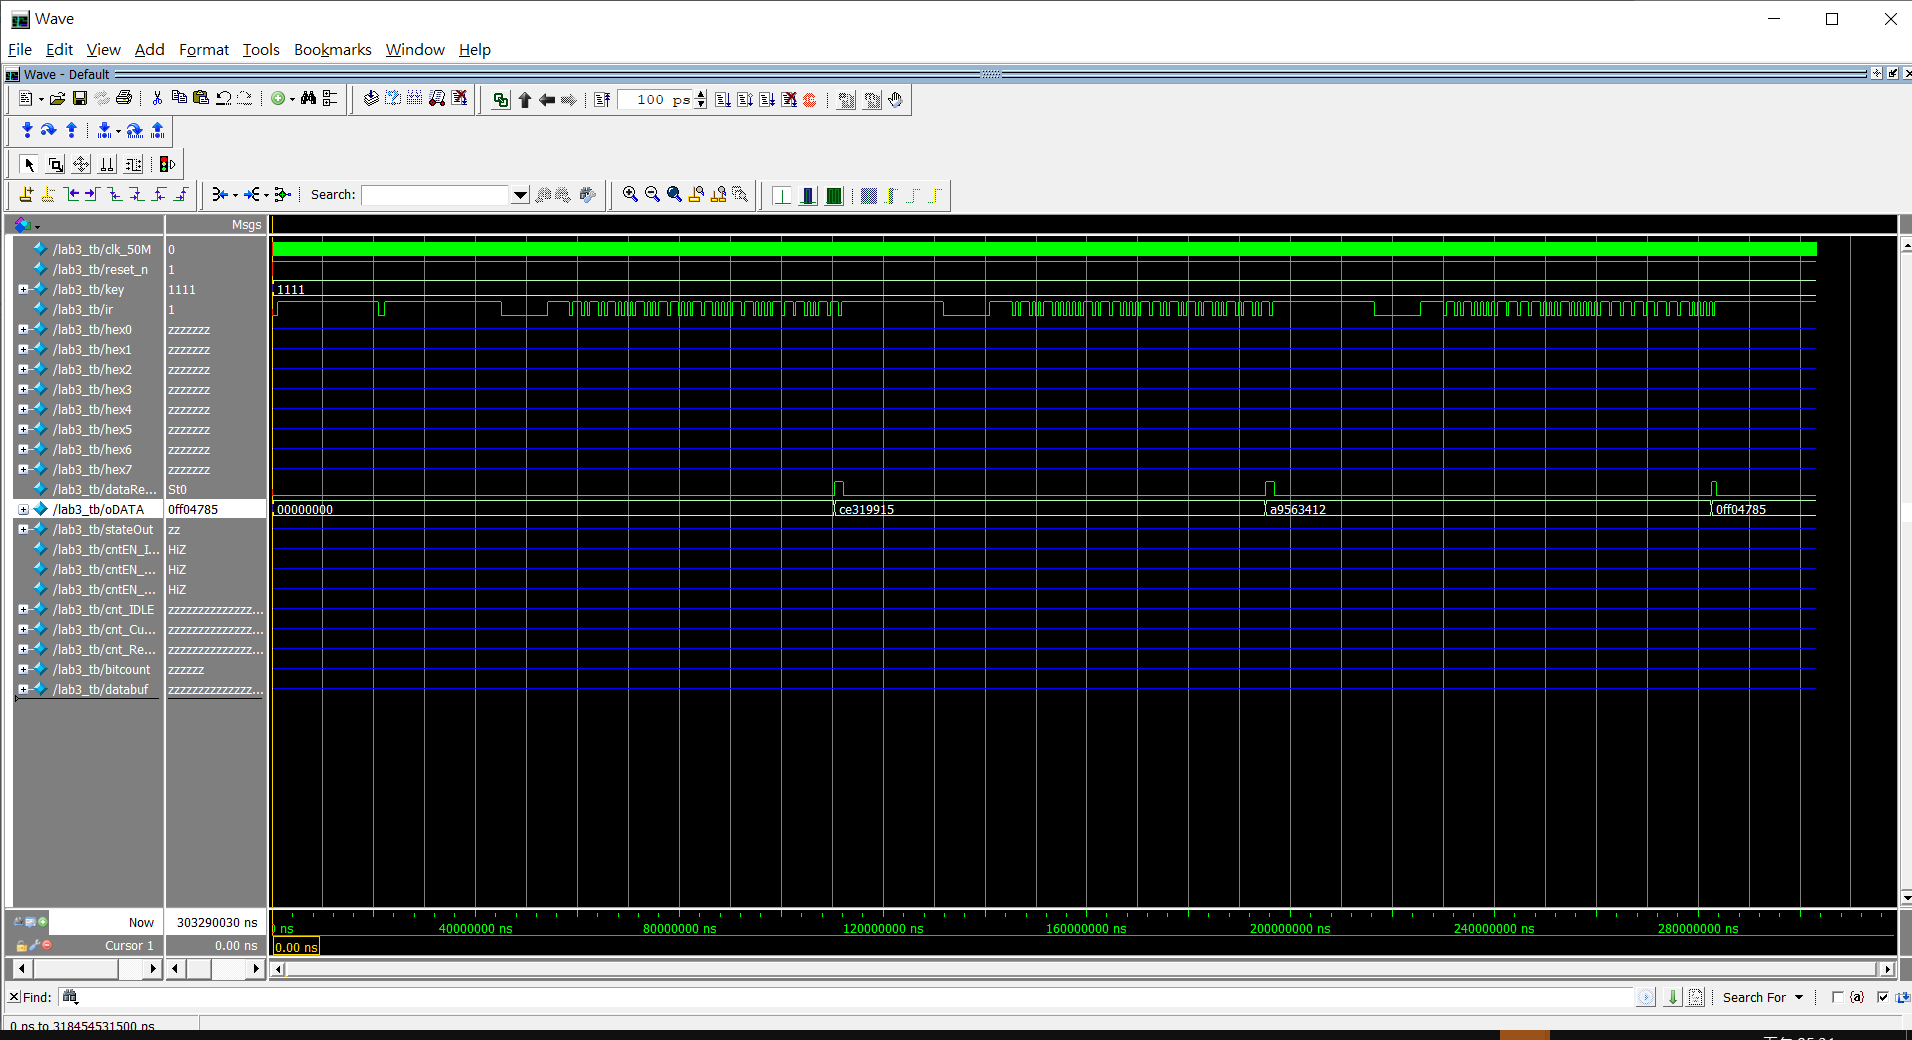 Wave
File Edit View Add Format Tools Bookmarks Window Help
Wave - Default
100 ps
Search:
Msgs
/lab3_tb/clk_50M 0
/lab3_tb/reset_n 1
/lab3_tb/key 1111 1111
/lab3_tb/ir 1
/lab3_tb/hex0 zzzzzzz
/lab3_tb/hex1 zzzzzzz
/lab3_tb/hex2 zzzzzzz
/lab3_tb/hex3 zzzzzzz
/lab3_tb/hex4 zzzzzzz
/lab3_tb/hex5 zzzzzzz
/lab3_tb/hex6 zzzzzzz
/lab3_tb/hex7 zzzzzzz
/lab3_tb/dataRe... St0
/lab3_tb/oDATA 0ff04785 00000000 ce319915 a9563412 0ff04785
/lab3_tb/stateOut zz
/lab3_tb/cntEN_I... HiZ
/lab3_tb/cntEN_... HiZ
/lab3_tb/cntEN_... HiZ
/lab3_tb/cnt_IDLE zzzzzzzzzzzzzz...
/lab3_tb/cnt_Cu... zzzzzzzzzzzzzz...
/lab3_tb/cnt_Re... zzzzzzzzzzzzzz...
/lab3_tb/bitcount zzzzzz
/lab3_tb/databuf zzzzzzzzzzzzzz...
Now 303290030 ns
ns 40000000 ns 80000000 ns 120000000 ns 160000000 ns 200000000 ns 240000000 ns 280000000 ns
Cursor 1 0.00 ns 0.00 ns
Find: Search For {a}
0 ns to 318454531500 ns